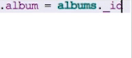 .album = albums._id